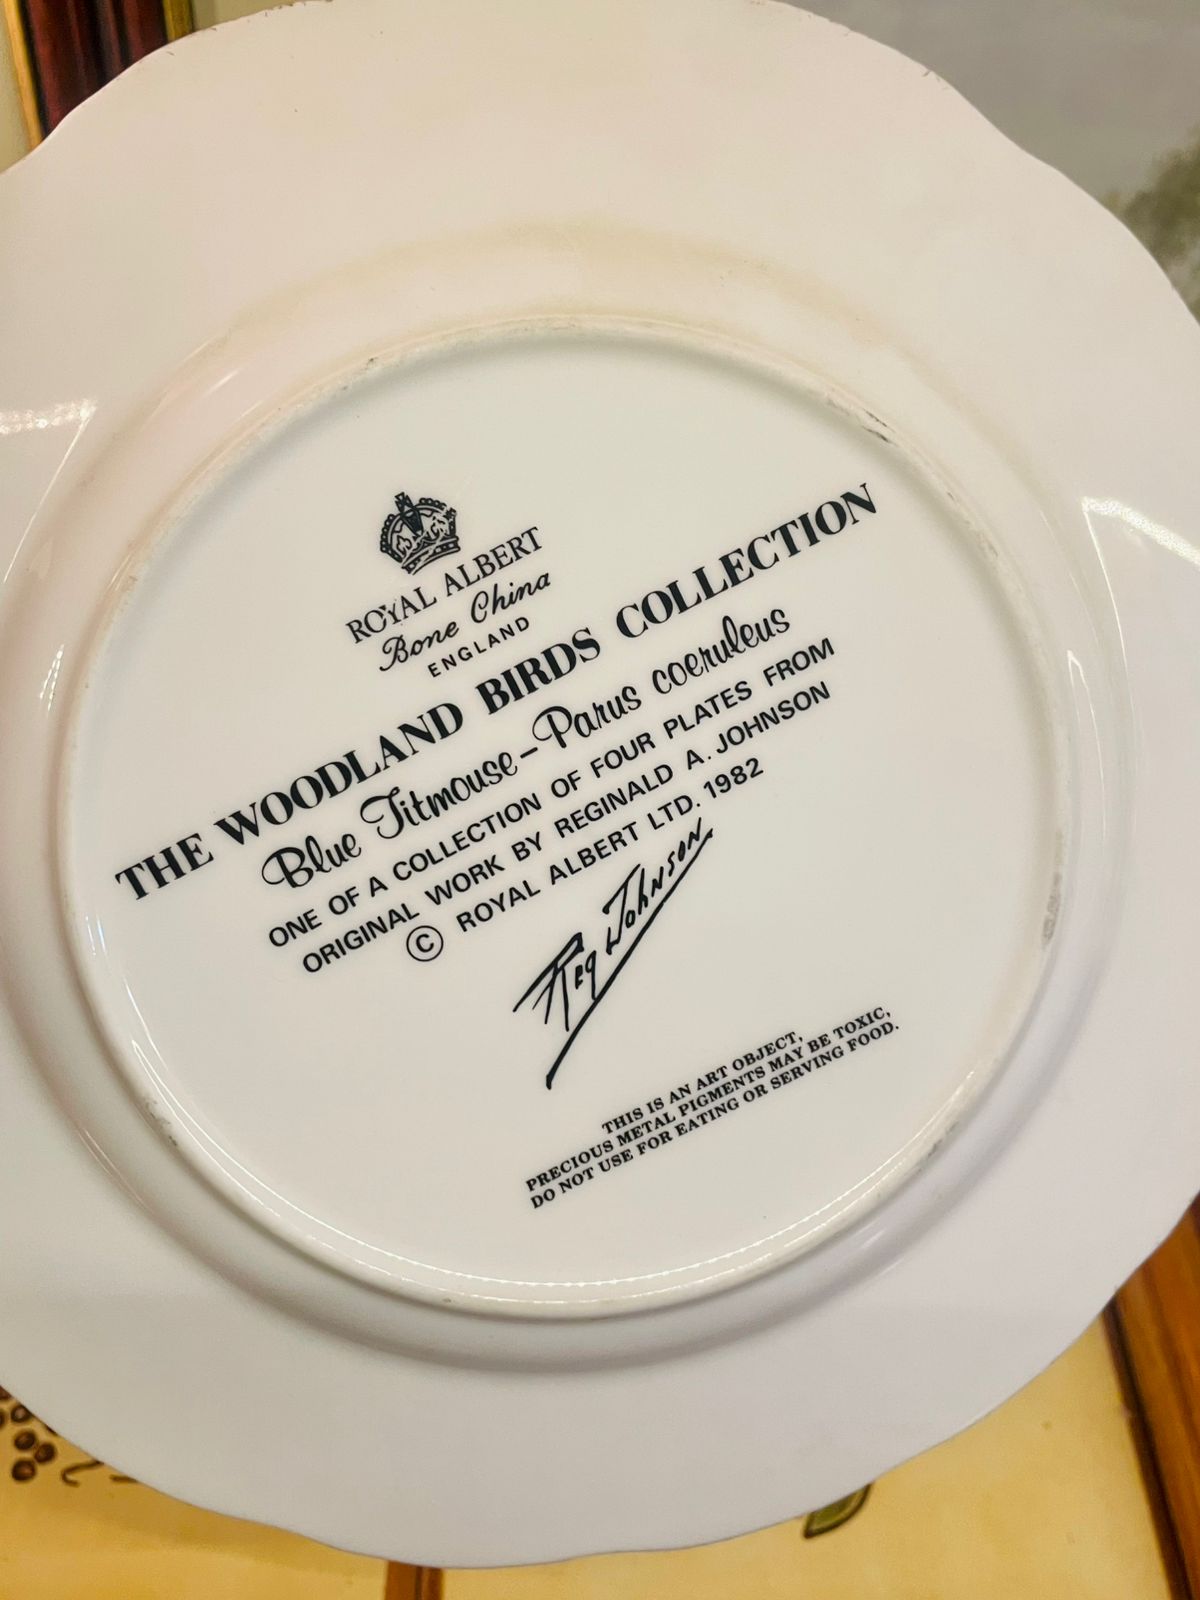 ROYAL ALBERT
Bone China
ENGLAND
THE WOODLAND BIRDS COLLECTION
Blue Titmouse–Parus coeruleus
ONE OF A COLLECTION OF FOUR PLATES FROM
ORIGINAL WORK BY REGINALD A. JOHNSON
© ROYAL ALBERT LTD. 1982
Reg Johnson.
THIS IS AN ART OBJECT,
PRECIOUS METAL PIGMENTS MAY BE TOXIC,
DO NOT USE FOR EATING OR SERVING FOOD.